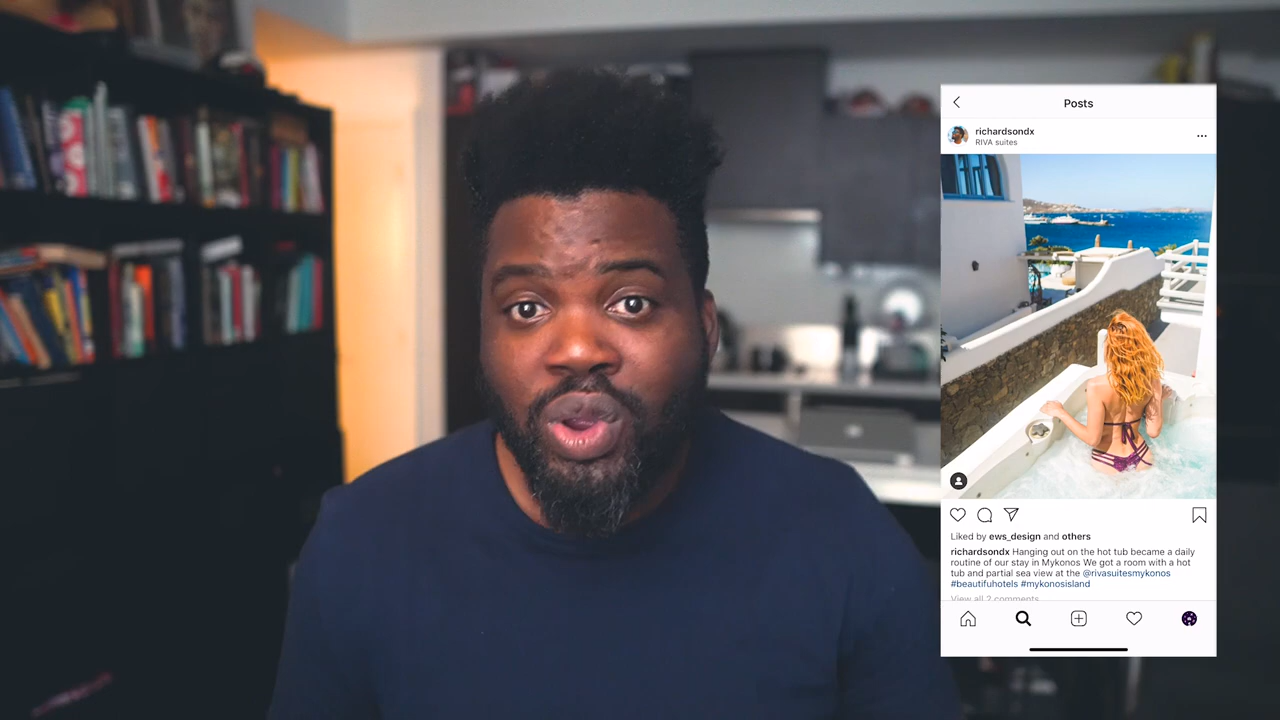 Posts
richardsondx
RIVA suites
Liked by ews_design and others
richardsondx Hanging out on the hot tub became a daily
routine of our stay in Mykonos We got a room with a hot
tub and partial sea view at the @rivasuitesmykonos
#beautifuhotels #mykonosisland
View all 2 comments